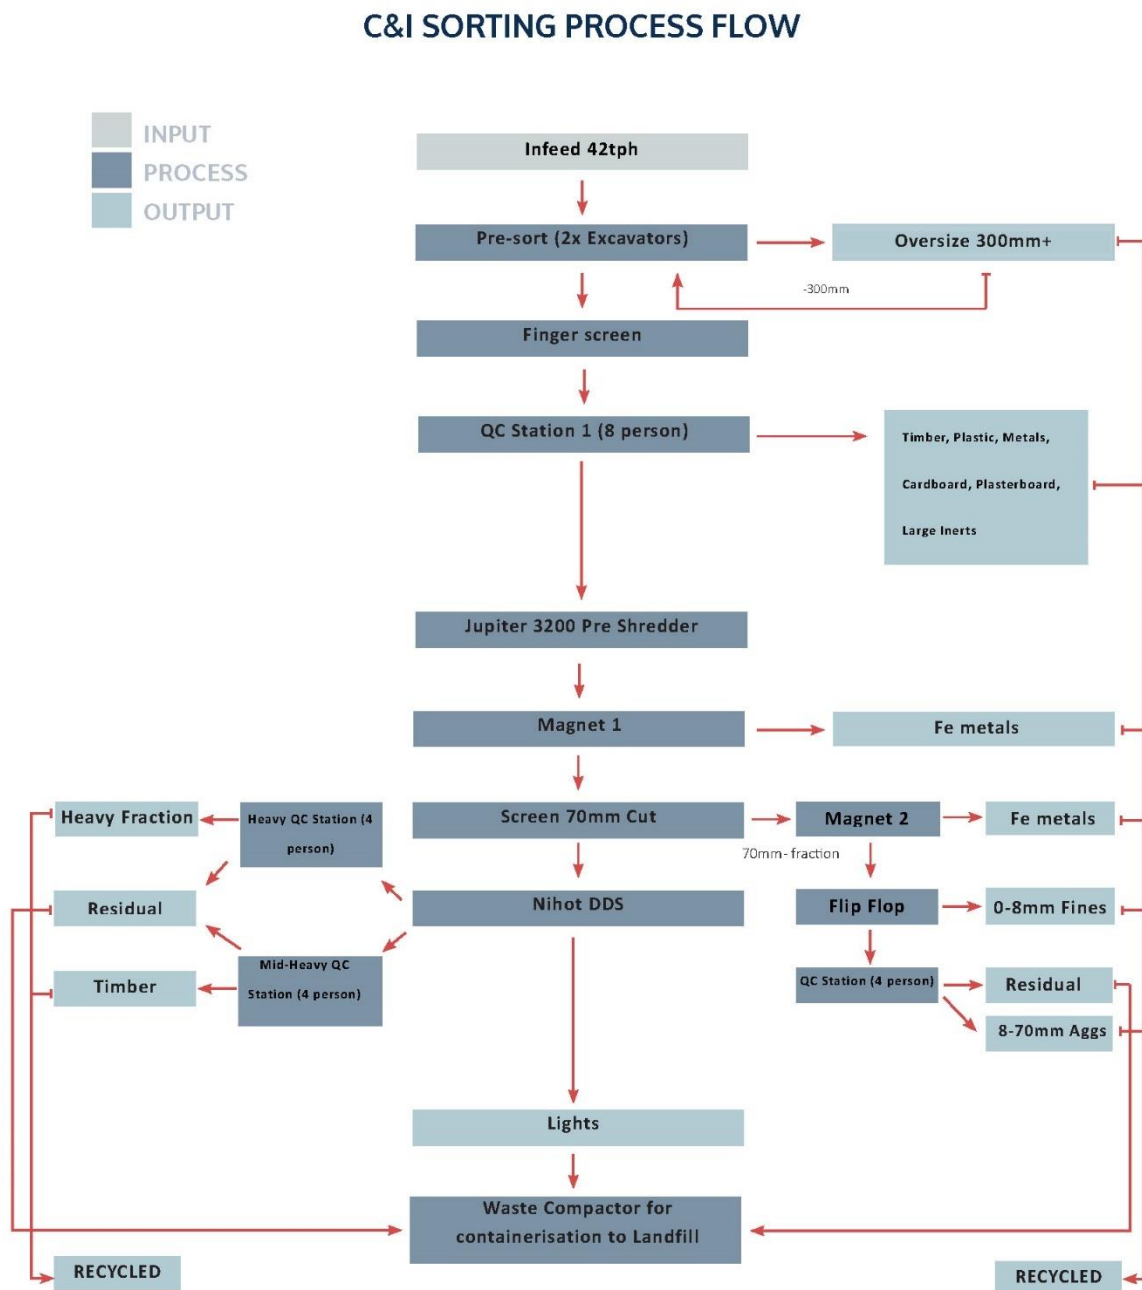 C&I SORTING PROCESS FLOW
INPUT
PROCESS
OUTPUT
Infeed 42tph
Pre-sort (2x Excavators)
Oversize 300mm+
-300mm
Finger screen
QC Station 1 (8 person)
Timber, Plastic, Metals,
Cardboard, Plasterboard,
Large Inerts
Jupiter 3200 Pre Shredder
Magnet 1
Fe metals
Heavy Fraction
Heavy QC Station (4
person)
Screen 70mm Cut
Magnet 2
Fe metals
70mm- fraction
Residual
Nihot DDS
Flip Flop
0-8mm Fines
Timber
Mid-Heavy QC
Station (4 person)
QC Station (4 person)
Residual
8-70mm Aggs
Lights
Waste Compactor for
containerisation to Landfill
RECYCLED
RECYCLED